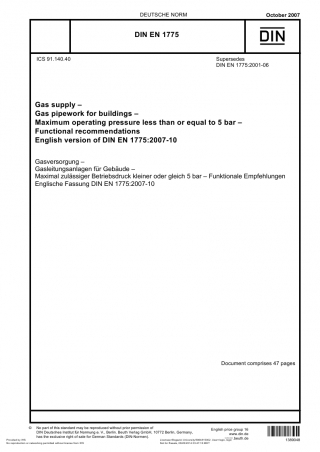 DEUTSCHE NORM
October 2007
DIN EN 1775
DIN
ICS 91.140.40
Supersedes
DIN EN 1775:2001-06
Gas supply –
Gas pipework for buildings –
Maximum operating pressure less than or equal to 5 bar –
Functional recommendations
English version of DIN EN 1775:2007-10
Gasversorgung –
Gasleitungsanlagen für Gebäude –
Maximal zulässiger Betriebsdruck kleiner oder gleich 5 bar – Funktionale Empfehlungen
Englische Fassung DIN EN 1775:2007-10
Document comprises 47 pages
© No part of this standard may be reproduced without prior permission of
DIN Deutsches Institut für Normung e. V., Berlin. Beuth Verlag GmbH, 10772 Berlin, Germany,
has the exclusive right of sale for German Standards (DIN-Normen).
English price group 16
www.din.de
www.beuth.de